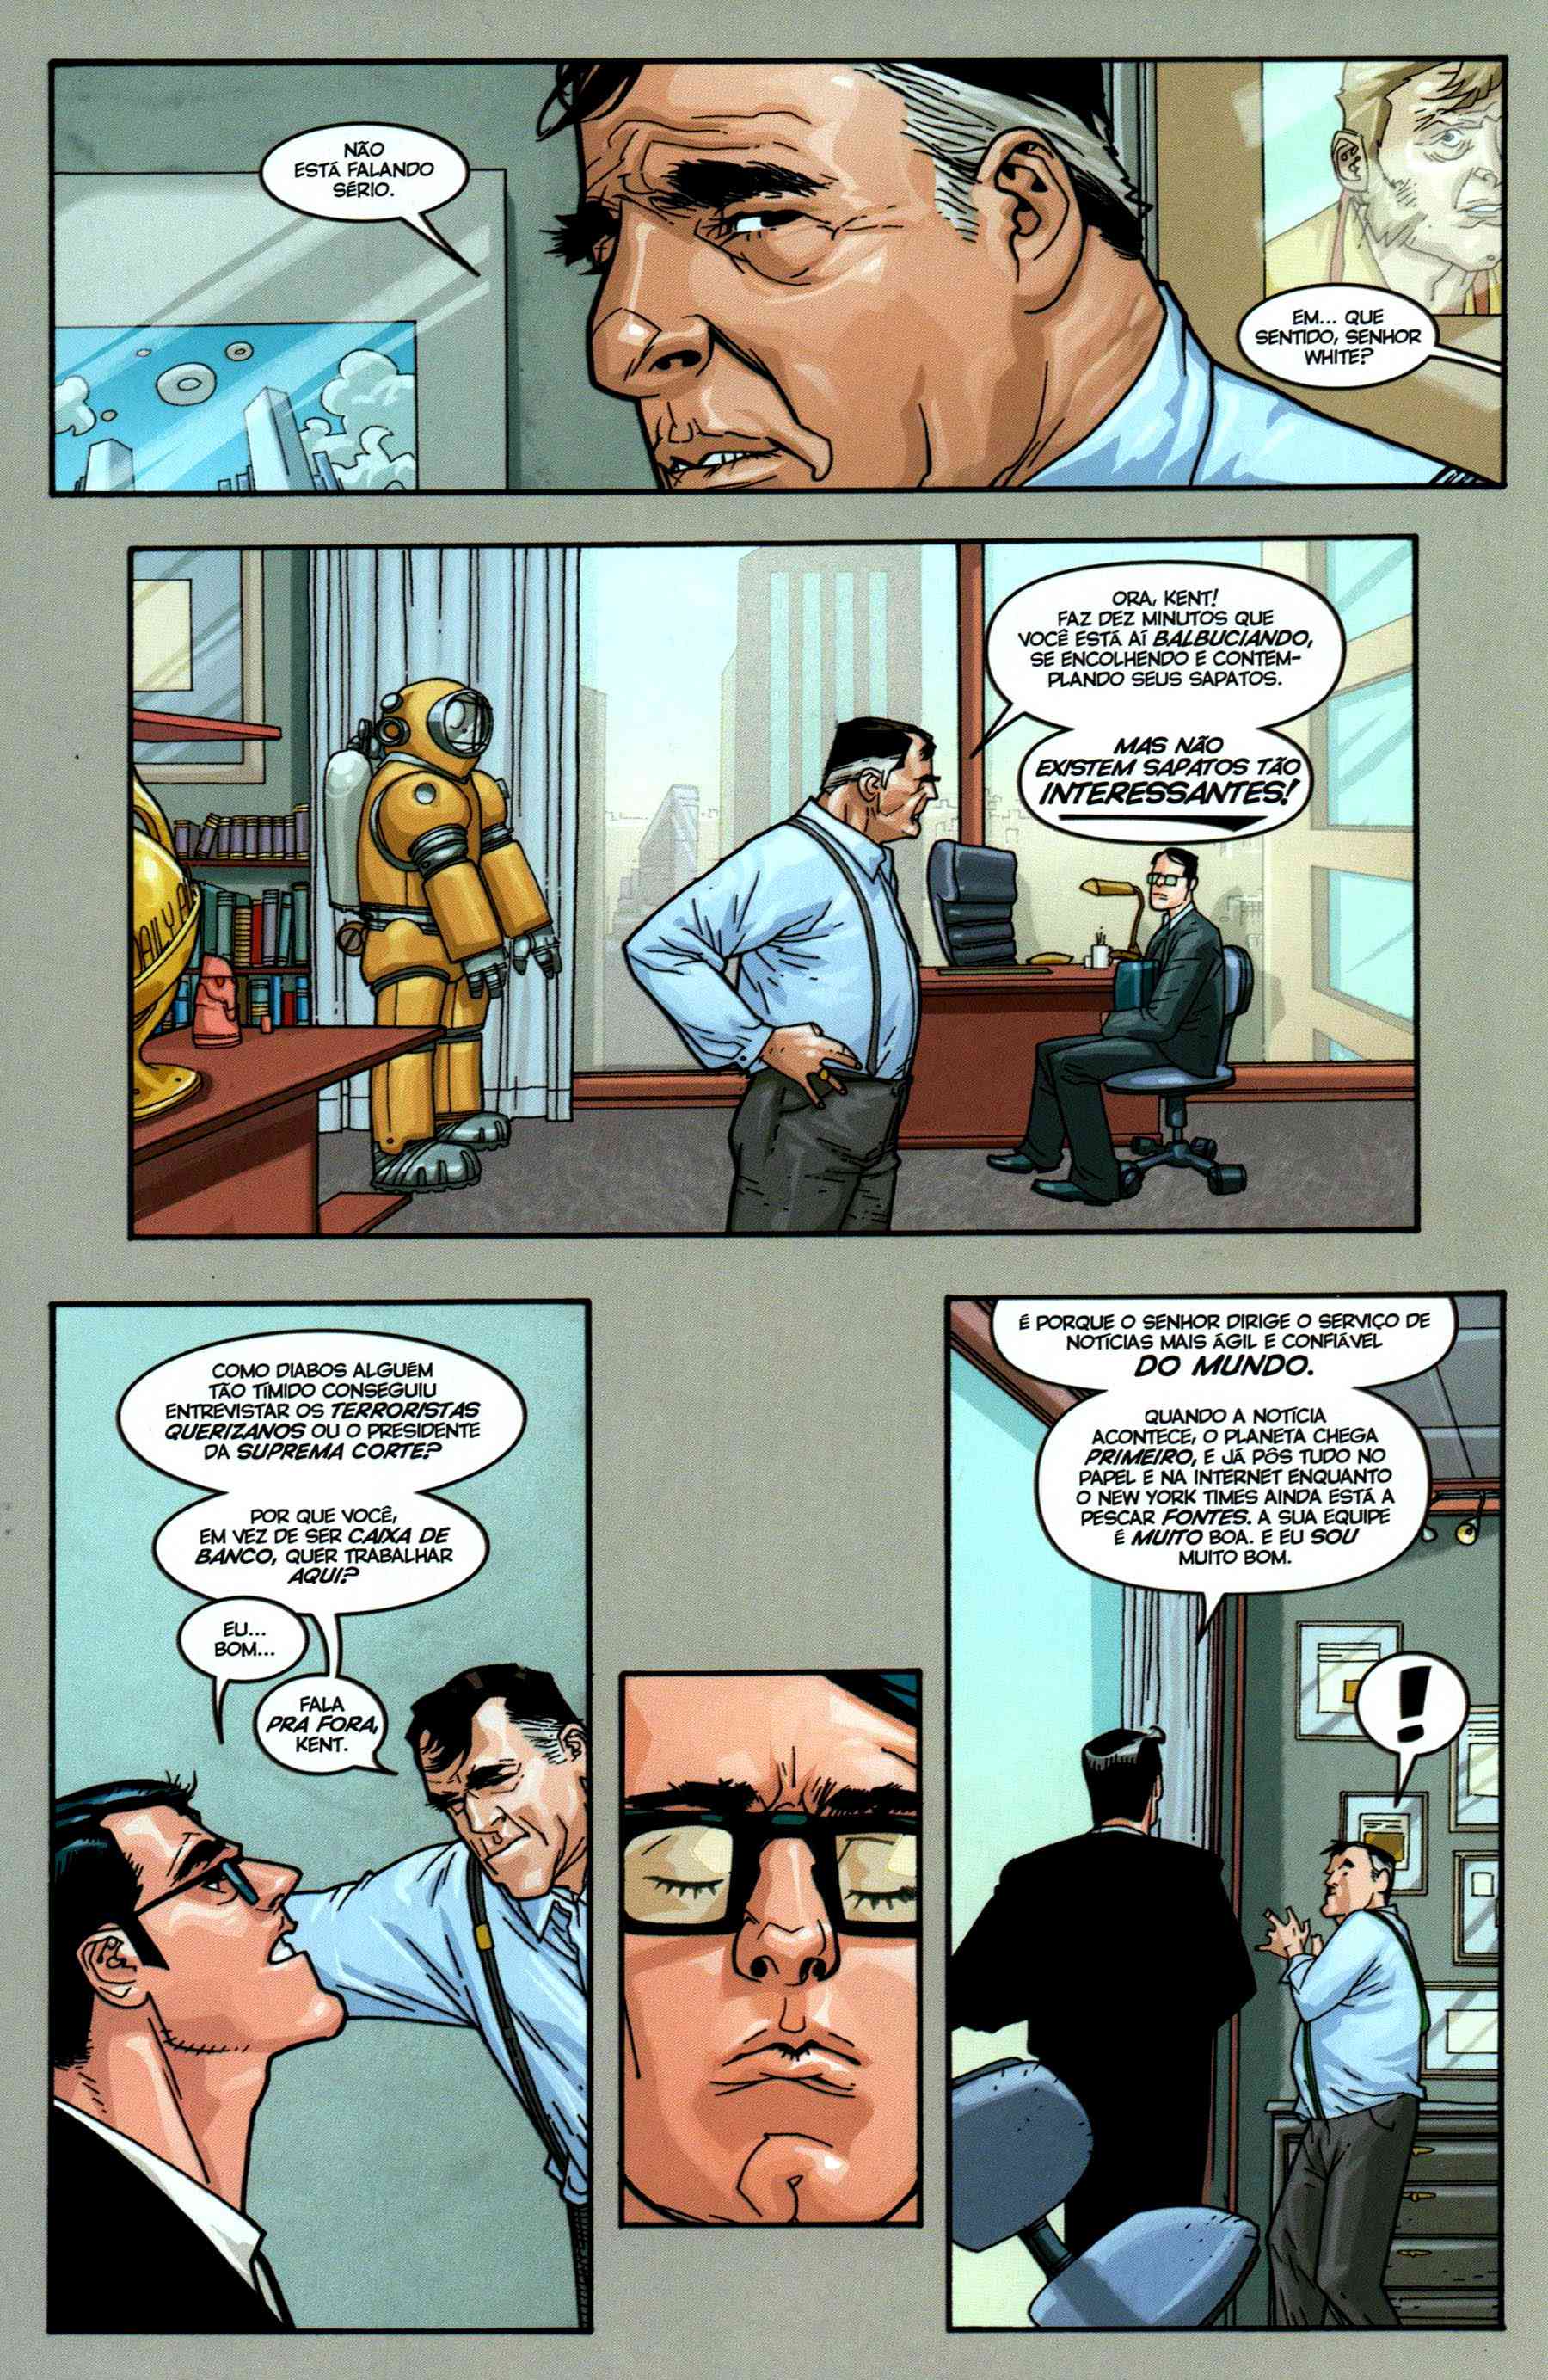 NÃO
ESTÁ FALANDO
SÉRIO.
EM... QUE
SENTIDO, SENHOR
WHITE?
ORA, KENT!
FAZ DEZ MINUTOS QUE
VOCÊ ESTÁ AÍ BALBUCIANDO,
SE ENCOLHENDO E CONTEM-
PLANDO SEUS SAPATOS.
MAS NÃO
EXISTEM SAPATOS TÃO
INTERESSANTES!
DAILY
COMO DIABOS ALGUÉM
TÃO TÍMIDO CONSEGUIU
ENTREVISTAR OS TERRORISTAS
QUERIZANOS OU O PRESIDENTE
DA SUPREMA CORTE?
POR QUE VOCÊ,
EM VEZ DE SER CAIXA DE
BANCO, QUER TRABALHAR
AQUI?
EU...
BOM...
FALA
PRA FORA,
KENT.
É PORQUE O SENHOR DIRIGE O SERVIÇO DE
NOTÍCIAS MAIS ÁGIL E CONFIÁVEL
DO MUNDO.
QUANDO A NOTÍCIA
ACONTECE, O PLANETA CHEGA
PRIMEIRO, E JÁ PÔS TUDO NO
PAPEL E NA INTERNET ENQUANTO
O NEW YORK TIMES AINDA ESTÁ A
PESCAR FONTES. A SUA EQUIPE
É MUITO BOA. E EU SOU
MUITO BOM.
!